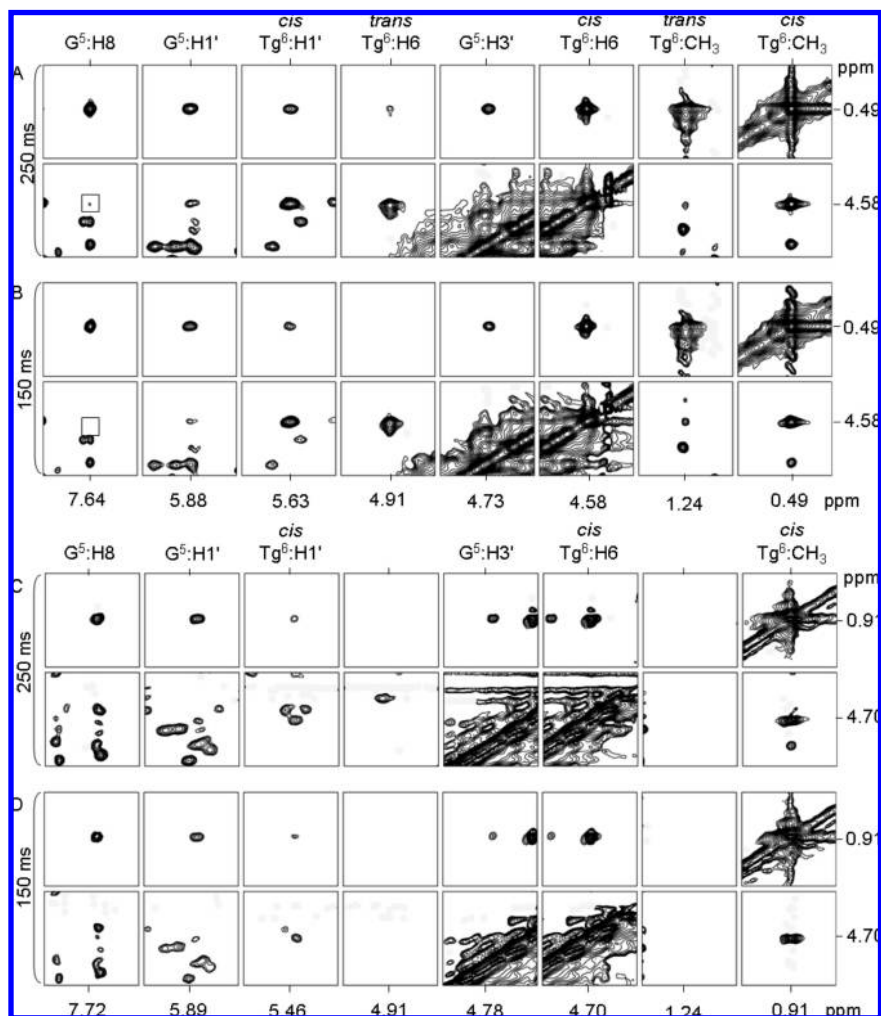 cis trans cis trans cis
G⁵:H8 G⁵:H1' Tg⁶:H1' Tg⁶:H6 G⁵:H3' Tg⁶:H6 Tg⁶:CH₃ Tg⁶:CH₃
A ppm
0.49
250 ms
4.58
B
0.49
150 ms
4.58
7.64 5.88 5.63 4.91 4.73 4.58 1.24 0.49 ppm
cis cis cis
G⁵:H8 G⁵:H1' Tg⁶:H1' G⁵:H3' Tg⁶:H6 Tg⁶:CH₃
C ppm
0.91
250 ms
4.70
D
0.91
150 ms
4.70
7.72 5.89 5.46 4.91 4.78 4.70 1.24 0.91 ppm